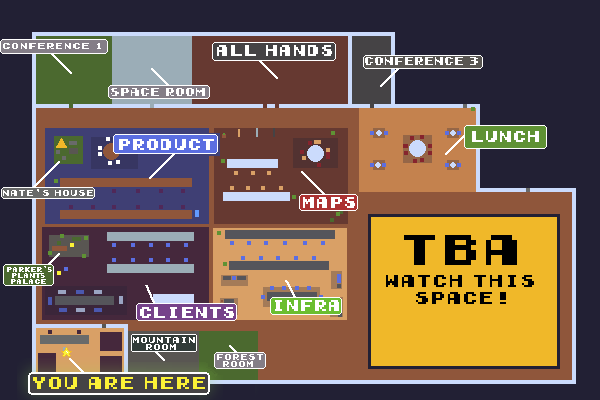 CONFERENCE 1
ALL HANDS
CONFERENCE 3
SPACE ROOM
PRODUCT
LUNCH
NATE'S HOUSE
MAPS
TBA
WATCH THIS
SPACE!
PARKER'S
PLANTS
PALACE
CLIENTS
INFRA
MOUNTAIN
ROOM
FOREST
ROOM
YOU ARE HERE